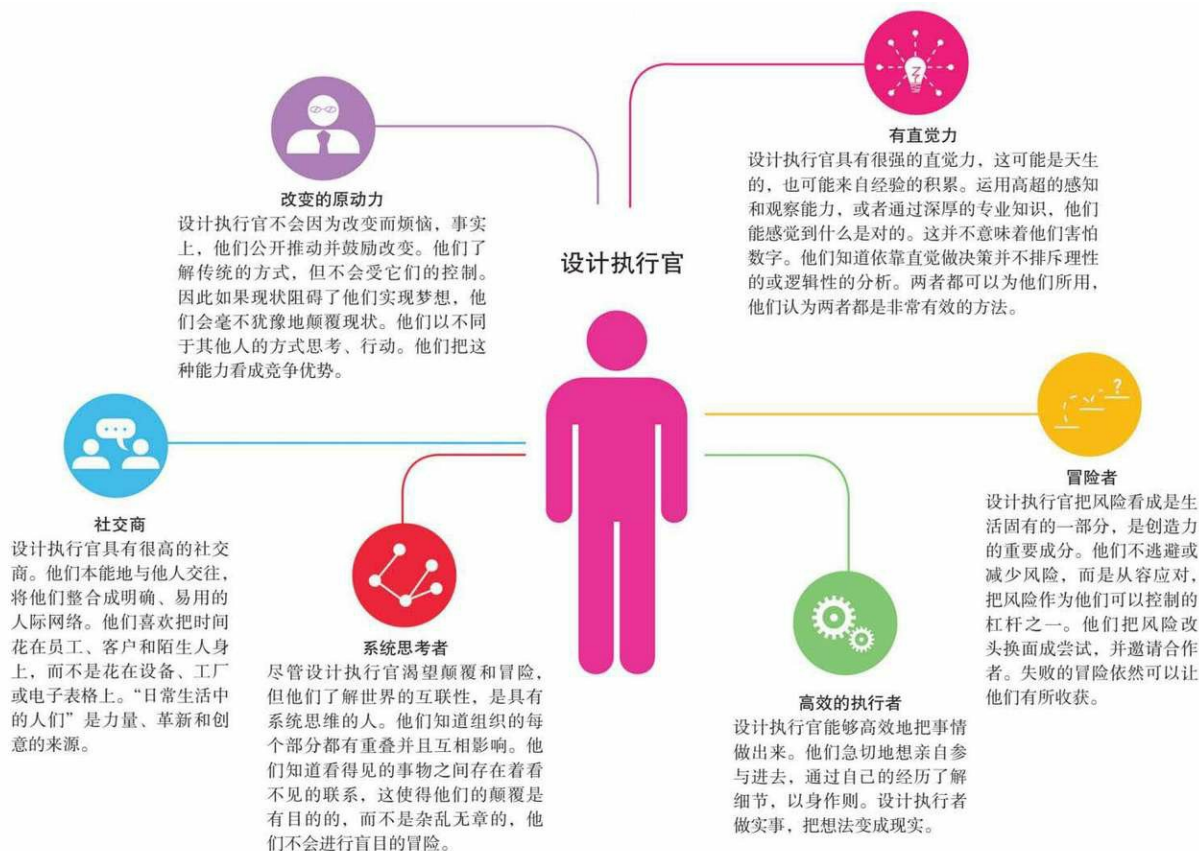 改变的原动力
设计执行官不会因为改变而烦恼，事实
上，他们公开推动并鼓励改变。他们了
解传统的方式，但不会受它们的控制。
因此如果现状阻碍了他们实现梦想，他
们会毫不犹豫地颠覆现状。他们以不同
于其他人的方式思考、行动。他们把这
种能力看成竞争优势。
有直觉力
设计执行官具有很强的直觉力，这可能是天生
的，也可能来自经验的积累。运用高超的感知
和观察能力，或者通过深厚的专业知识，他们
能感觉到什么是对的。这并不意味着他们害怕
数字。他们知道依靠直觉做决策并不排斥理性
的或逻辑性的分析。两者都可以为他们所用，
他们认为两者都是非常有效的方法。
设计执行官
社交商
设计执行官具有很高的社交
商。他们本能地与他人交往，
将他们整合成明确、易用的
人际网络。他们喜欢把时间
花在员工、客户和陌生人身
上，而不是花在设备、工厂
或电子表格上。“日常生活中
的人们”是力量、革新和创
意的来源。
系统思考者
尽管设计执行官渴望颠覆和冒险，
但他们了解世界的互联性，是具有
系统思维的人。他们知道组织的每
个部分都有重叠并且互相影响。他
们知道看得见的事物之间存在着看
不见的联系，这使得他们的颠覆是
有目的的，而不是杂乱无章的，他
们不会进行盲目的冒险。
高效的执行者
设计执行官能够高效地把事情
做出来。他们急切地想亲自参
与进去，通过自己的经历了解
细节，以身作则。设计执行者
做实事，把想法变成现实。
?
冒险者
设计执行官把风险看成是生
活固有的一部分，是创造力
的重要成分。他们不逃避或
减少风险，而是从容应对，
把风险作为他们可以控制的
杠杆之一。他们把风险改
头换面成尝试，并邀请合作
者。失败的冒险依然可以让
他们有所收获。